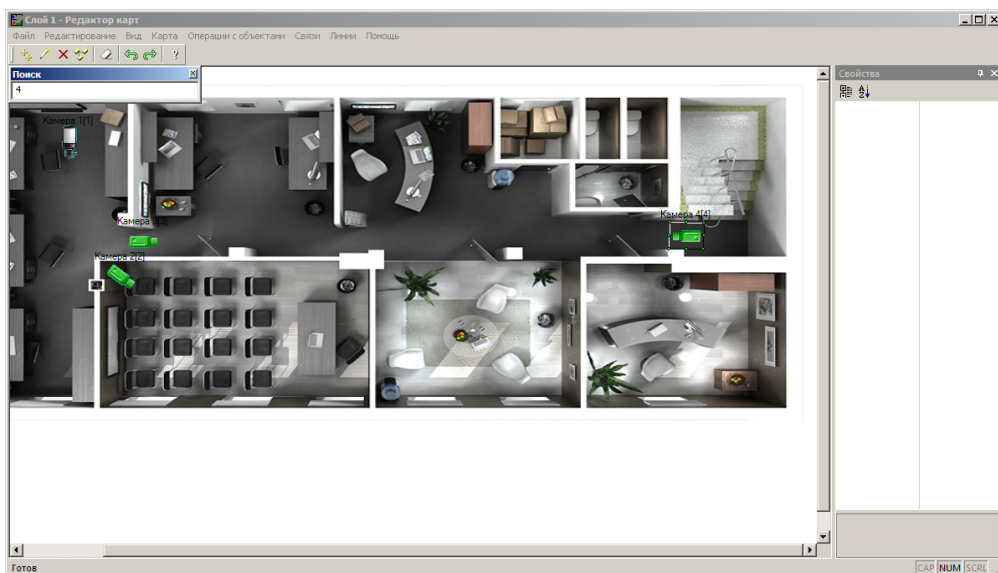 Слой 1 - Редактор карт
Файл Редактирование Вид Карта Операции с объектами Связи Линии Помощь
?
Поиск
4
Свойства
Камера 1[1]
Камера 4[4]
Камера 2[2]
Готов
CAP NUM SCRL